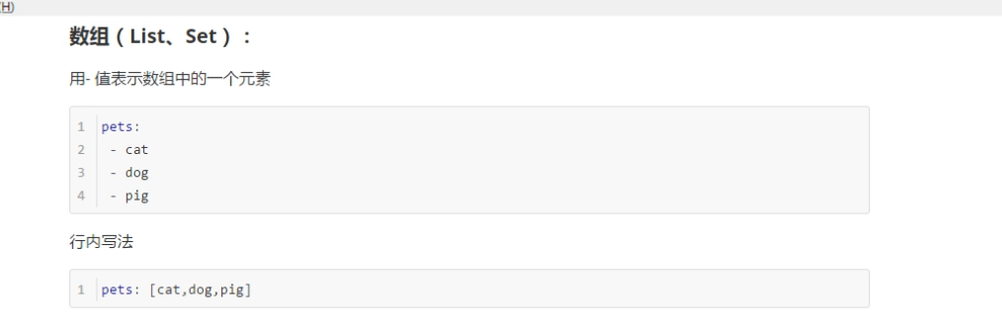 (H)
数组（List、Set）：
用- 值表示数组中的一个元素
1 pets:
2  - cat
3  - dog
4  - pig
行内写法
1 pets: [cat,dog,pig]